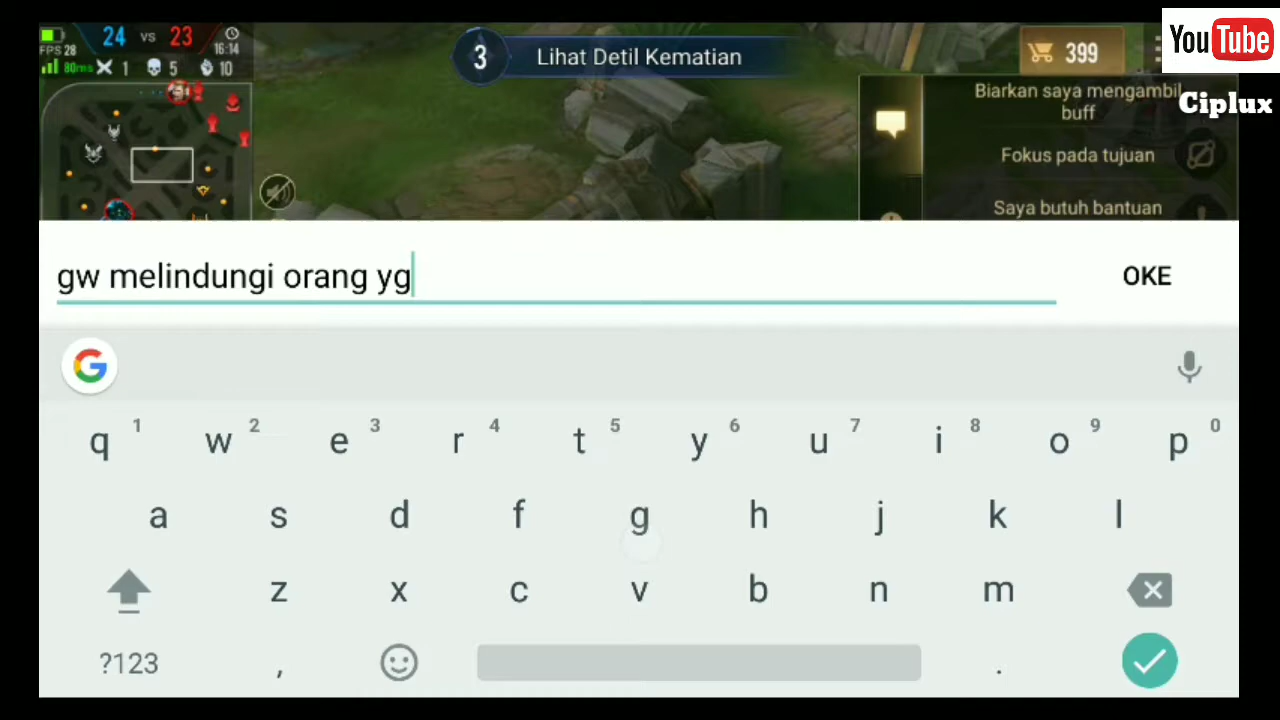 24 vs 23
FPS 28
16:14
80ms 1 5 10
3 Lihat Detil Kematian
399
YouTube
Ciplux
Biarkan saya mengambil
buff
Fokus pada tujuan
Saya butuh bantuan
gw melindungi orang yg
OKE
G
1 2 3 4 5 6 7 8 9 0
q w e r t y u i o p
a s d f g h j k l
z x c v b n m
?123 , .